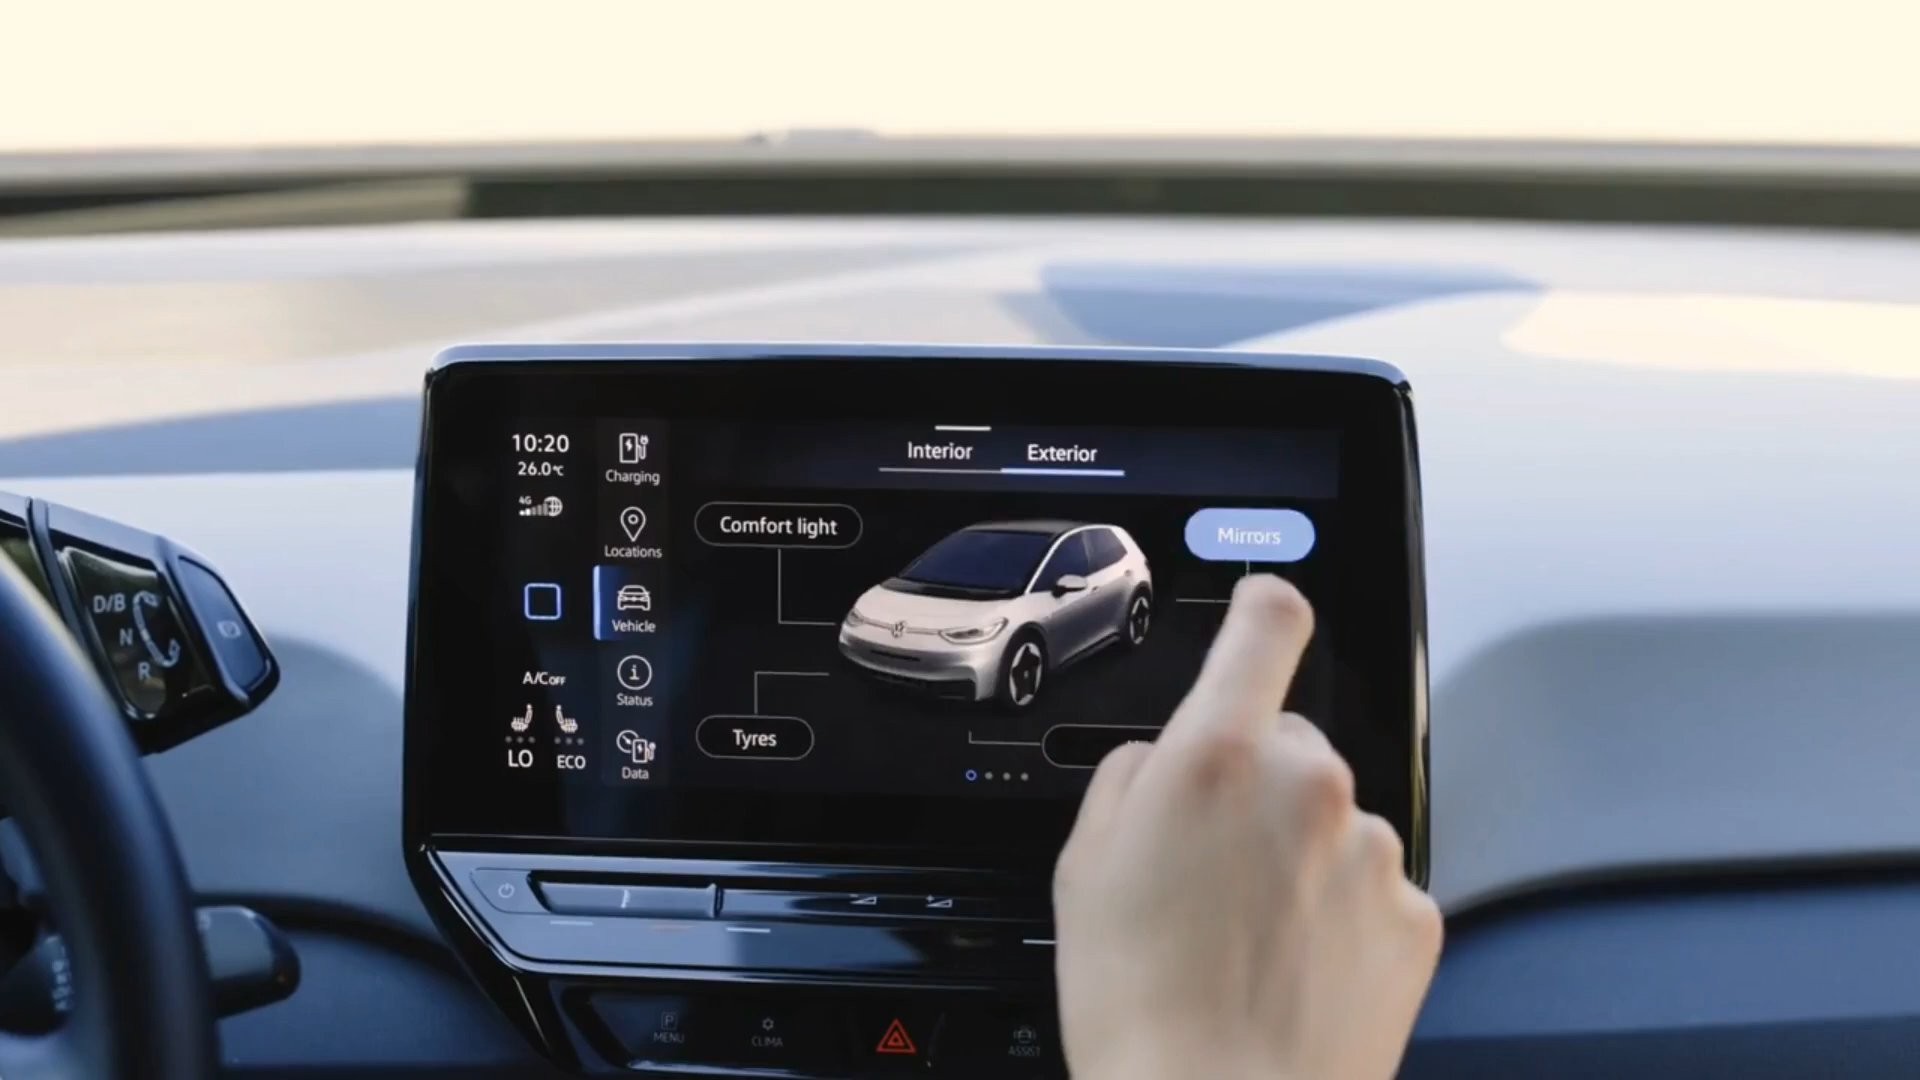 10:20
26.0°C
4G
A/C OFF
LO
ECO
Charging
Locations
Vehicle
Status
Data
Interior
Exterior
Comfort light
Mirrors
Tyres
D/B
N
R
P
MENU
CLIMA
ASSIST